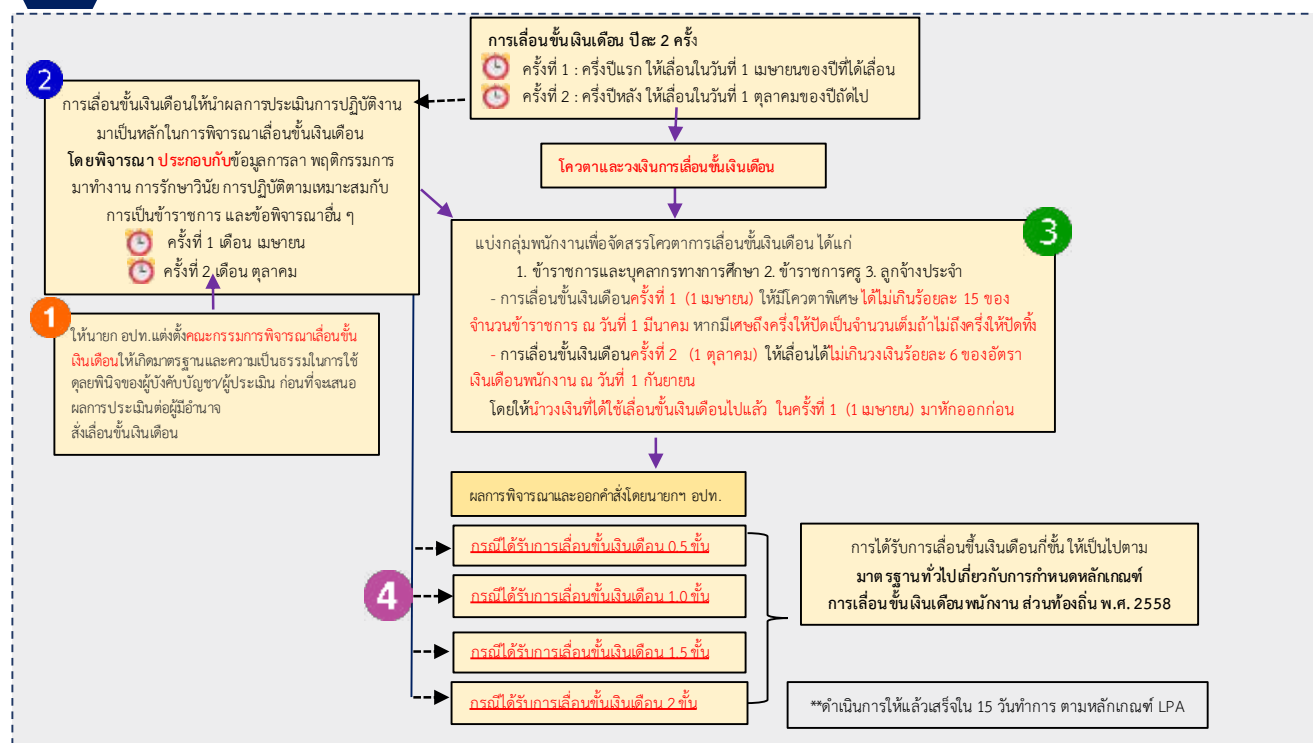 การเลื่อนขั้นเงินเดือน ปีละ 2 ครั้ง
ครั้งที่ 1 : ครึ่งปีแรก ให้เลื่อนในวันที่ 1 เมษายนของปีที่ได้เลื่อน
ครั้งที่ 2 : ครึ่งปีหลัง ให้เลื่อนในวันที่ 1 ตุลาคมของปีถัดไป
2
การเลื่อนขั้นเงินเดือนให้นำผลการประเมินการปฏิบัติงาน
มาเป็นหลักในการพิจารณาเลื่อนขั้นเงินเดือน
โดยพิจารณา ประกอบกับข้อมูลการลา พฤติกรรมการ
มาทำงาน การรักษาวินัย การปฏิบัติตามเหมาะสมกับ
การเป็นข้าราชการ และข้อพิจารณาอื่น ๆ
ครั้งที่ 1 เดือน เมษายน
ครั้งที่ 2 เดือน ตุลาคม
โควตาและวงเงินการเลื่อนขั้นเงินเดือน
3
แบ่งกลุ่มพนักงานเพื่อจัดสรรโควตาการเลื่อนขั้นเงินเดือน ได้แก่
1. ข้าราชการและบุคลากรทางการศึกษา 2. ข้าราชการครู 3. ลูกจ้างประจำ
- การเลื่อนขั้นเงินเดือนครั้งที่ 1 (1 เมษายน) ให้มีโควตาพิเศษ ได้ไม่เกินร้อยละ 15 ของ
จำนวนข้าราชการ ณ วันที่ 1 มีนาคม หากมีเศษถึงครึ่งให้ปัดเป็นจำนวนเต็มถ้าไม่ถึงครึ่งให้ปัดทิ้ง
- การเลื่อนขั้นเงินเดือนครั้งที่ 2 (1 ตุลาคม) ให้เลื่อนได้ไม่เกินวงเงินร้อยละ 6 ของอัตรา
เงินเดือนพนักงาน ณ วันที่ 1 กันยายน
โดยให้นำวงเงินที่ได้ใช้เลื่อนขั้นเงินเดือนไปแล้ว ในครั้งที่ 1 (1 เมษายน) มาหักออกก่อน
1
ให้นายก อปท.แต่งตั้งคณะกรรมการพิจารณาเลื่อนขั้น
เงินเดือนให้เกิดมาตรฐานและความเป็นธรรมในการใช้
ดุลยพินิจของผู้บังคับบัญชา/ผู้ประเมิน ก่อนที่จะเสนอ
ผลการประเมินต่อผู้มีอำนาจ
สั่งเลื่อนขั้นเงินเดือน
ผลการพิจารณาและออกคำสั่งโดยนายกฯ อปท.
4
กรณีได้รับการเลื่อนขั้นเงินเดือน 0.5 ขั้น
กรณีได้รับการเลื่อนขั้นเงินเดือน 1.0 ขั้น
กรณีได้รับการเลื่อนขั้นเงินเดือน 1.5 ขั้น
กรณีได้รับการเลื่อนขั้นเงินเดือน 2 ขั้น
การได้รับการเลื่อนขึ้นเงินเดือนกี่ขั้น ให้เป็นไปตาม
มาตรฐานทั่วไปเกี่ยวกับการกำหนดหลักเกณฑ์
การเลื่อนขั้นเงินเดือนพนักงาน ส่วนท้องถิ่น พ.ศ. 2558
**ดำเนินการให้แล้วเสร็จใน 15 วันทำการ ตามหลักเกณฑ์ LPA